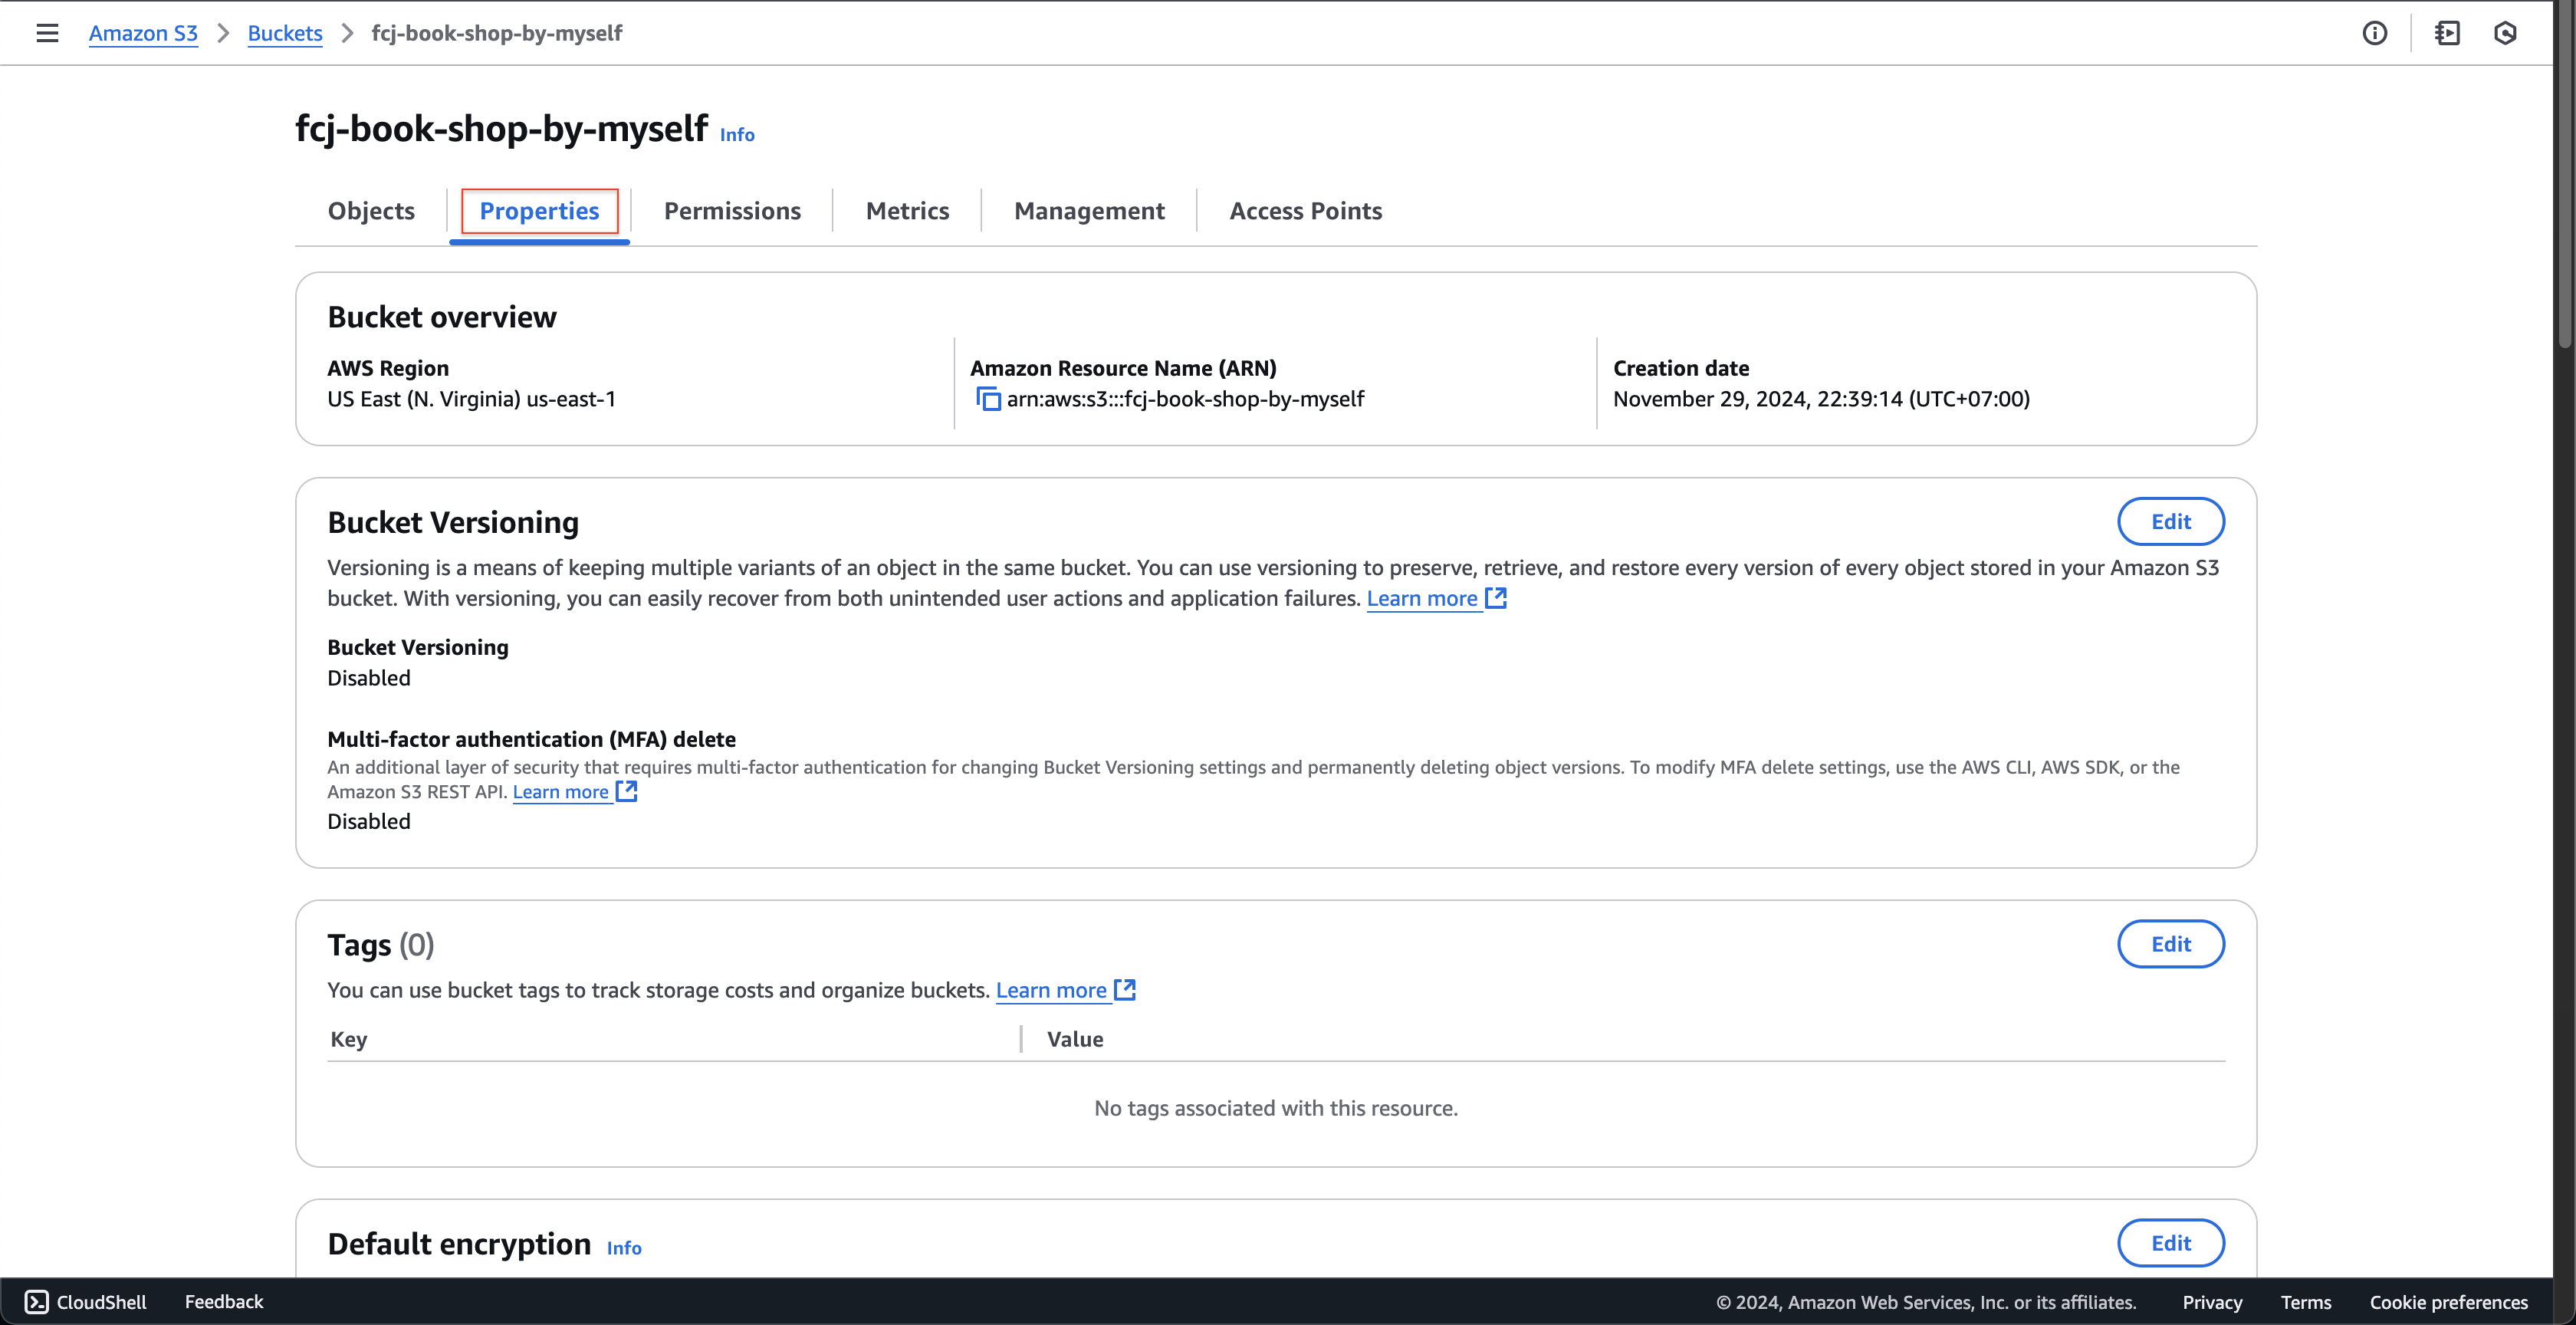 Amazon S3 > Buckets > fcj-book-shop-by-myself
fcj-book-shop-by-myself Info
Objects Properties Permissions Metrics Management Access Points
Bucket overview
AWS Region
US East (N. Virginia) us-east-1
Amazon Resource Name (ARN)
arn:aws:s3:::fcj-book-shop-by-myself
Creation date
November 29, 2024, 22:39:14 (UTC+07:00)
Bucket Versioning
Edit
Versioning is a means of keeping multiple variants of an object in the same bucket. You can use versioning to preserve, retrieve, and restore every version of every object stored in your Amazon S3
bucket. With versioning, you can easily recover from both unintended user actions and application failures. Learn more
Bucket Versioning
Disabled
Multi-factor authentication (MFA) delete
An additional layer of security that requires multi-factor authentication for changing Bucket Versioning settings and permanently deleting object versions. To modify MFA delete settings, use the AWS CLI, AWS SDK, or the
Amazon S3 REST API. Learn more
Disabled
Tags (0)
Edit
You can use bucket tags to track storage costs and organize buckets. Learn more
Key Value
No tags associated with this resource.
Default encryption Info
Edit
CloudShell Feedback © 2024, Amazon Web Services, Inc. or its affiliates. Privacy Terms Cookie preferences